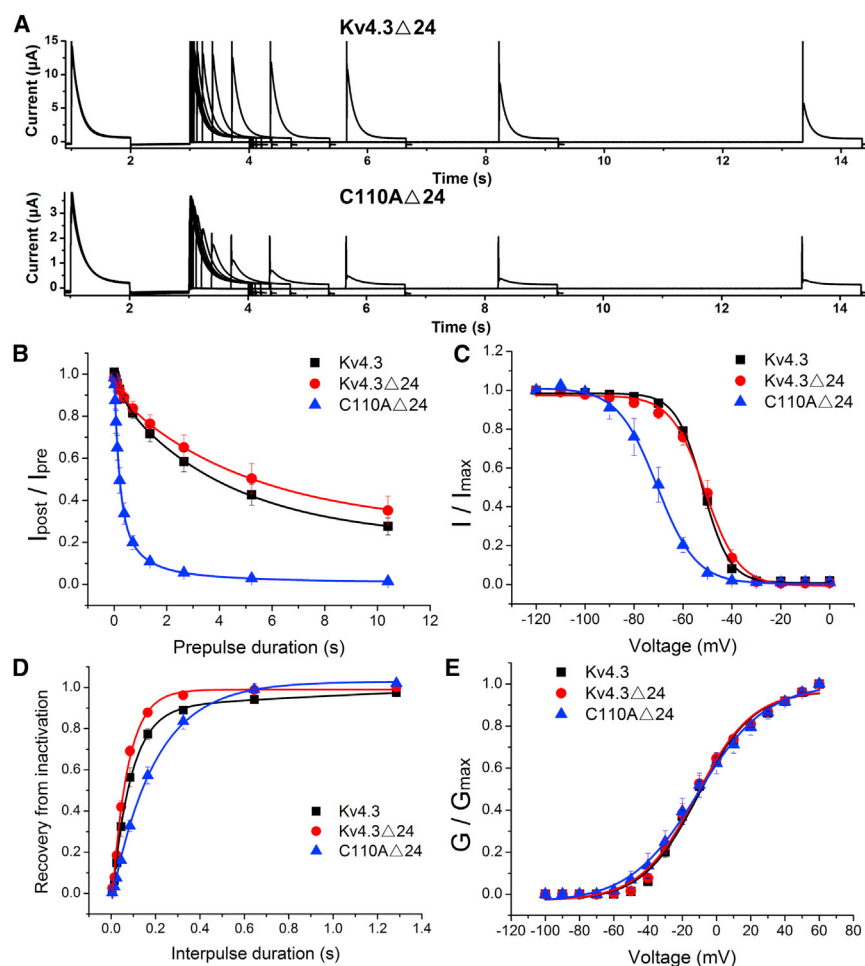 A
Kv4.3△24
Current (µA)
15
10
5
0
2
4
6
8
10
12
14
Time (s)
C110A△24
Current (µA)
3
2
1
0
2
4
6
8
10
12
14
Time (s)
B
Kv4.3
Kv4.3△24
C110A△24
Ipost / Ipre
1.0
0.8
0.6
0.4
0.2
0.0
0
2
4
6
8
10
12
Prepulse duration (s)
C
Kv4.3
Kv4.3△24
C110A△24
I / Imax
1.2
1.0
0.8
0.6
0.4
0.2
0.0
-120
-100
-80
-60
-40
-20
0
Voltage (mV)
D
Kv4.3
Kv4.3△24
C110A△24
Recovery from inactivation
1.0
0.8
0.6
0.4
0.2
0.0
0.0
0.2
0.4
0.6
0.8
1.0
1.2
1.4
Interpulse duration (s)
E
Kv4.3
Kv4.3△24
C110A△24
G / Gmax
1.0
0.8
0.6
0.4
0.2
0.0
-120
-100
-80
-60
-40
-20
0
20
40
60
80
Voltage (mV)